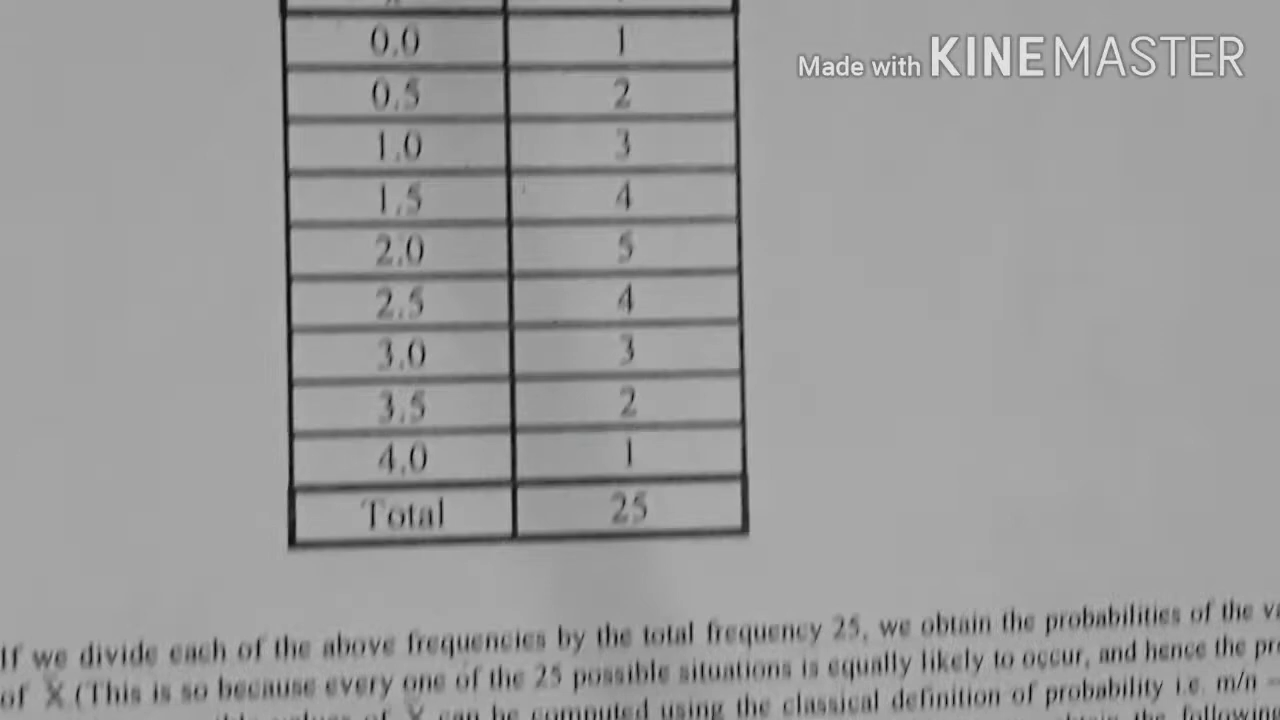 Made with KINEMASTER
0.0 1
0.5 2
1.0 3
1.5 4
2.0 5
2.5 4
3.0 3
3.5 2
4.0 1
Total 25
If we divide each of the above frequencies by the total frequency 25, we obtain the probabilities of the
of X̄ (This is so because every one of the 25 possible situations is equally likely to occur, and hence the
values of X̄ can be computed using the classical definition of probability i.e. m/n
the following